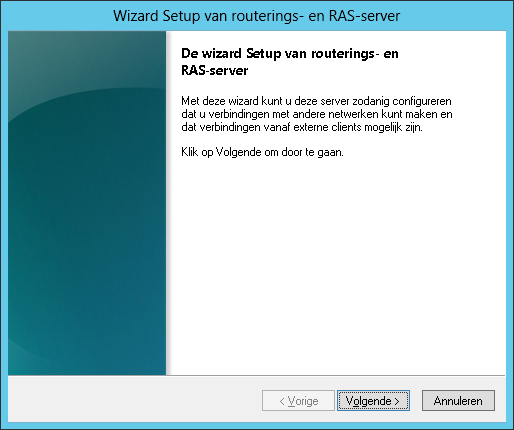 Wizard Setup van routerings- en RAS-server
De wizard Setup van routerings- en
RAS-server
Met deze wizard kunt u deze server zodanig configureren
dat u verbindingen met andere netwerken kunt maken en
dat verbindingen vanaf externe clients mogelijk zijn.
Klik op Volgende om door te gaan.
< Vorige
Volgende >
Annuleren